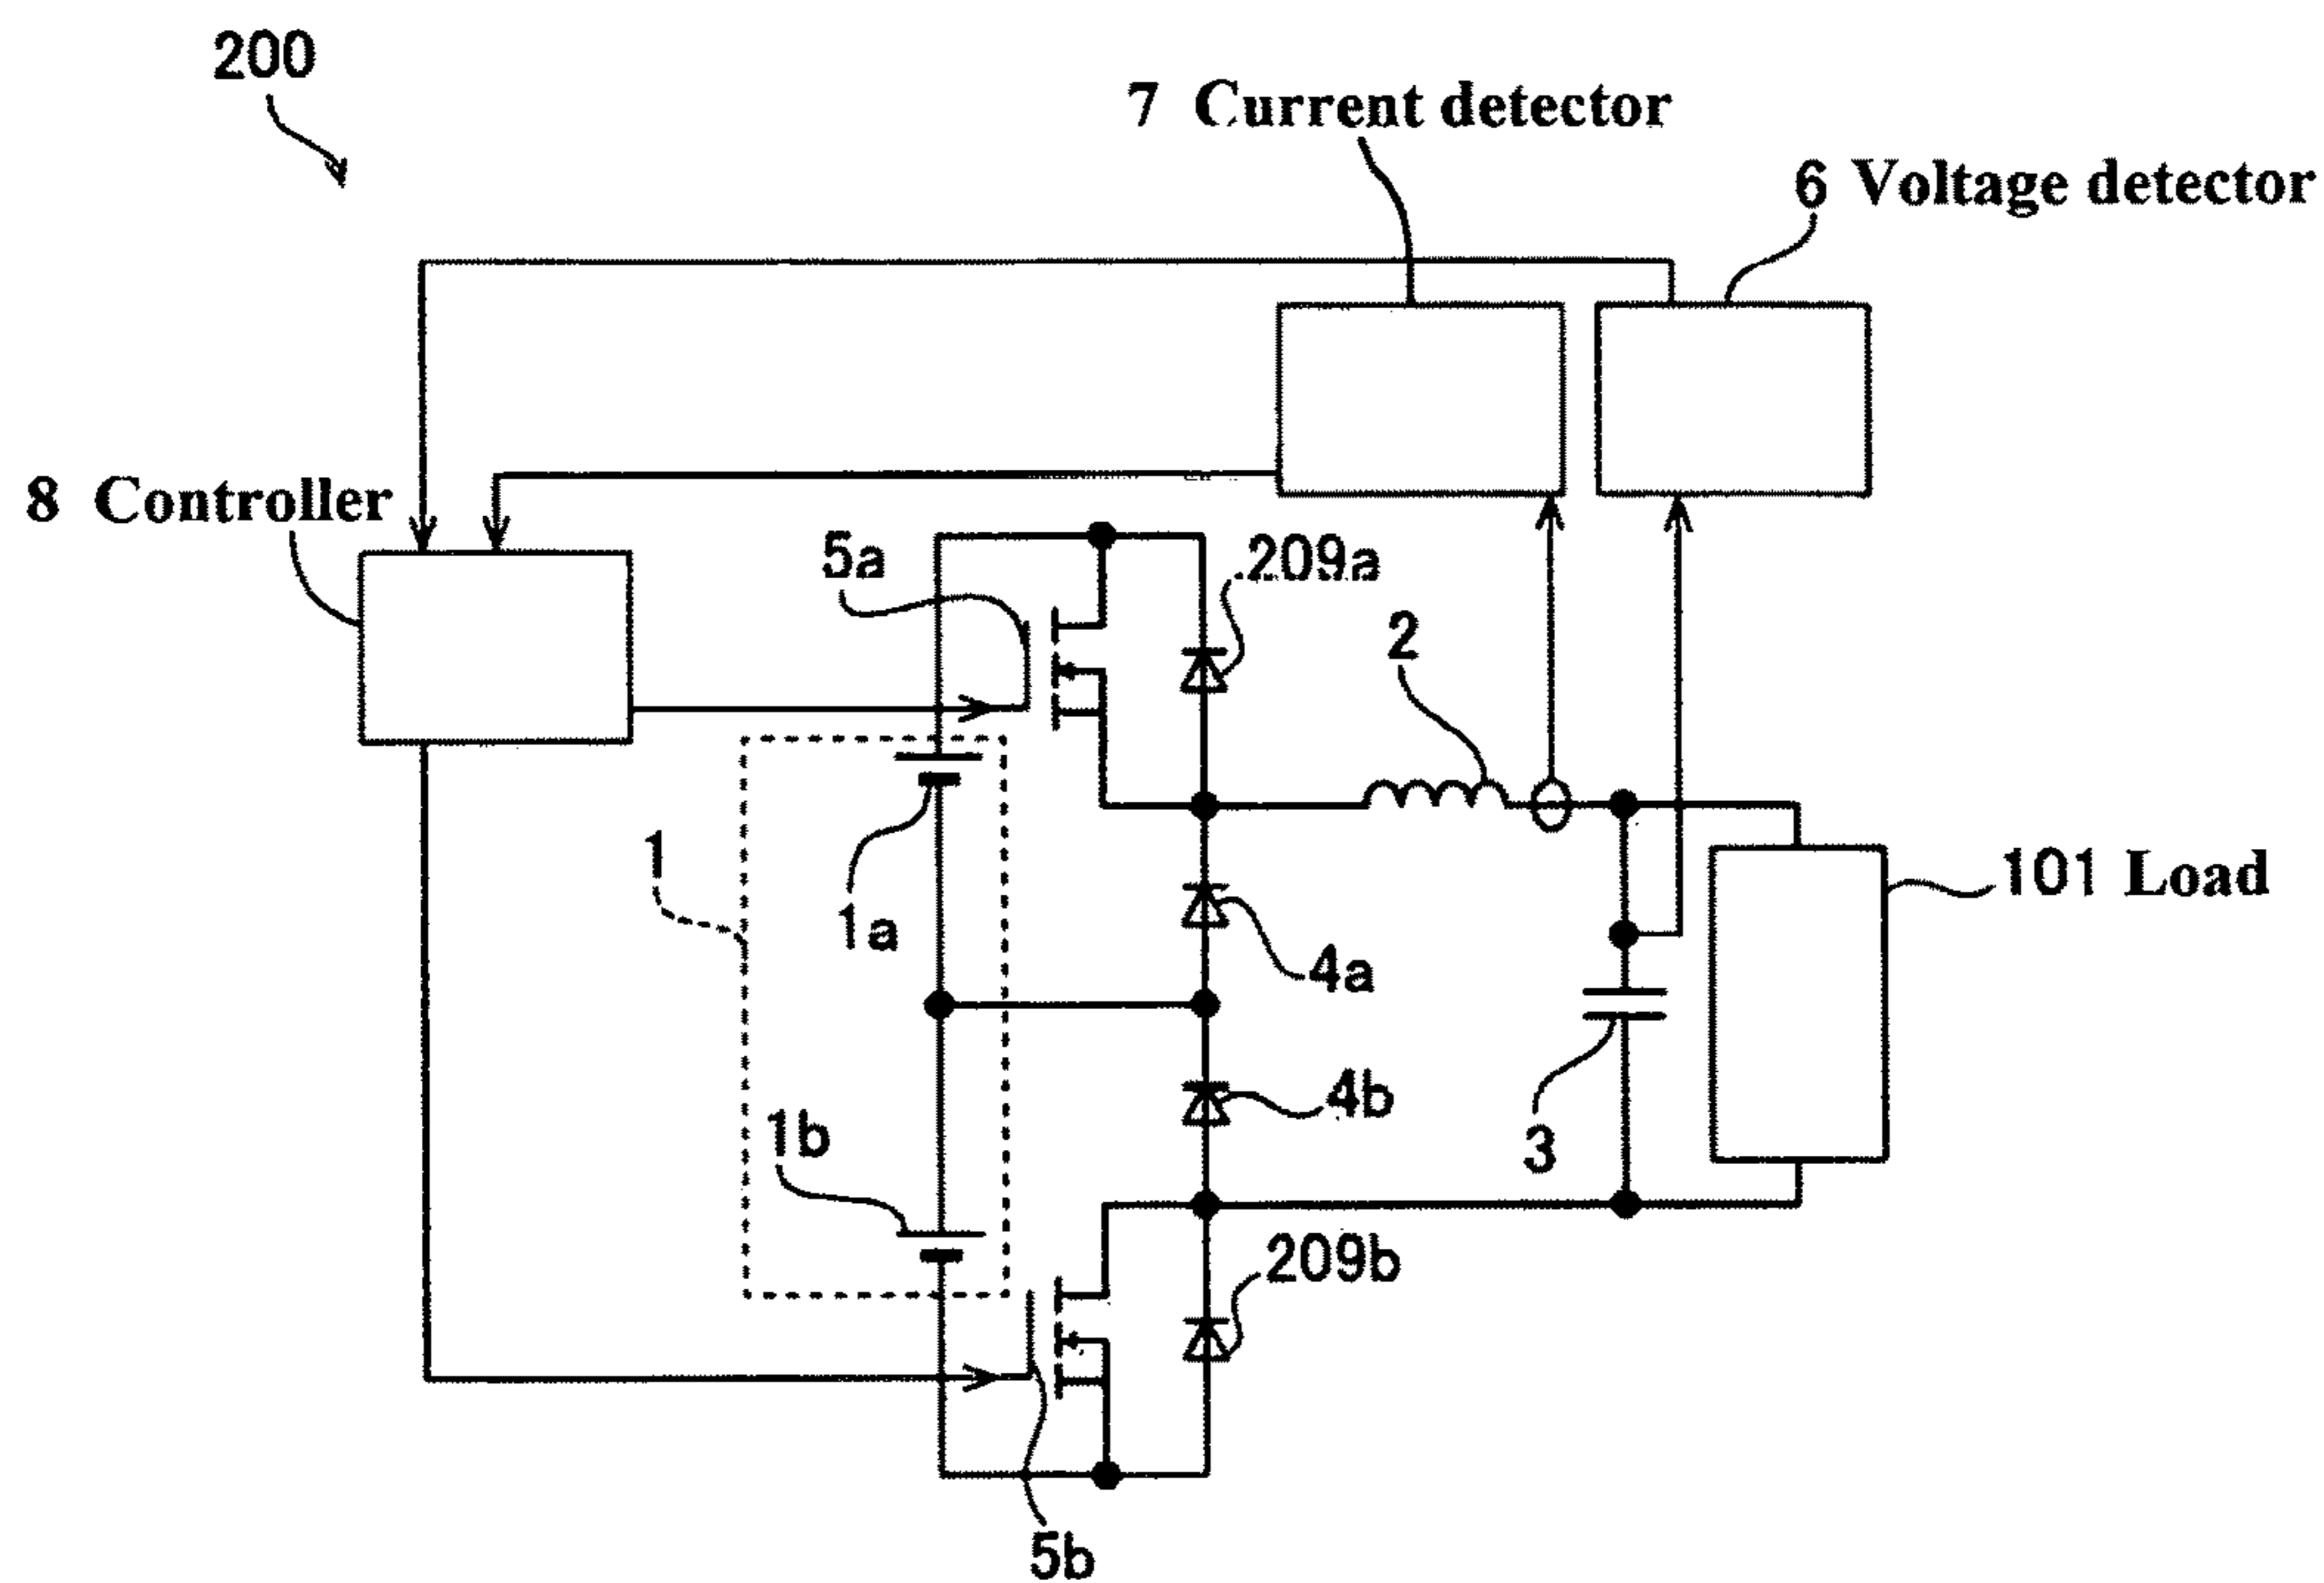 200
7 Current detector
6 Voltage detector
8 Controller
5a
209a
2
1
1a
101 Load
4a
4b
1b
3
209b
5b